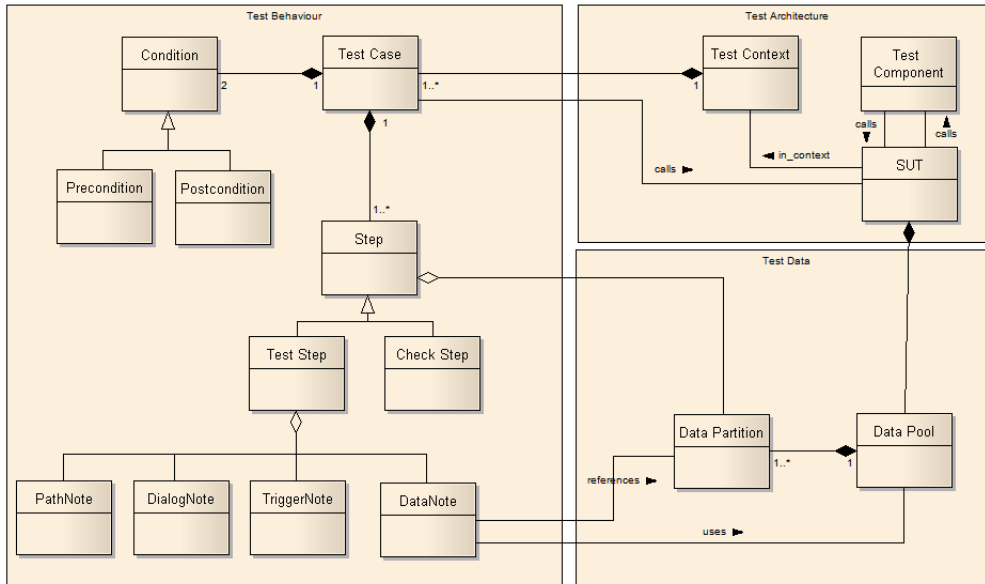 Test Behaviour
Test Architecture
Condition
Test Case
Test Context
Test
Component
2
1
1..*
1
1
calls
calls
in_context
SUT
calls
Precondition
Postcondition
1..*
Step
Test Data
Test Step
Check Step
Data Partition
Data Pool
1..*
1
references
PathNote
DialogNote
TriggerNote
DataNote
uses